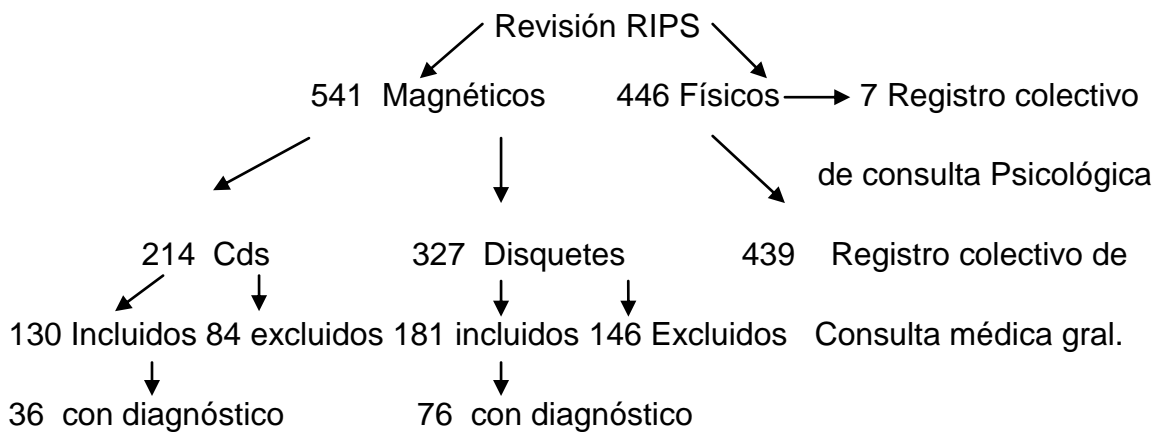 Revisión RIPS
541 Magnéticos 446 Físicos 7 Registro colectivo
de consulta Psicológica
214 Cds 327 Disquetes 439 Registro colectivo de
130 Incluidos 84 excluidos 181 incluidos 146 Excluidos Consulta médica gral.
36 con diagnóstico 76 con diagnóstico